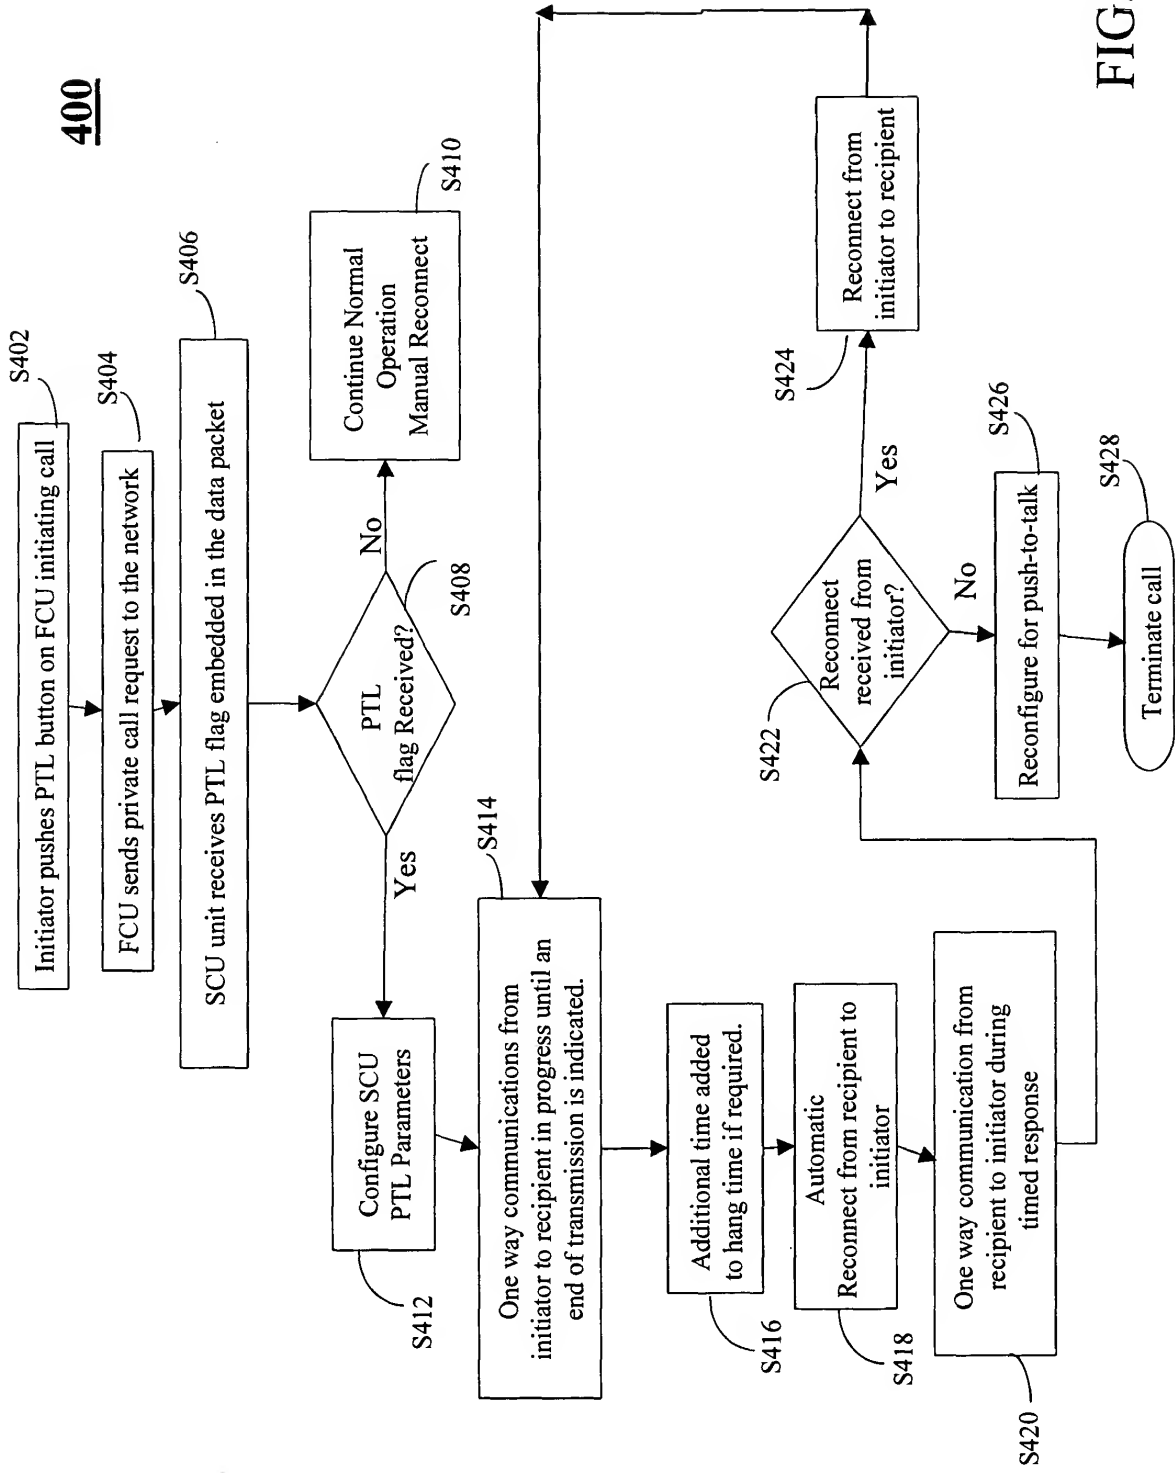 400
Initiator pushes PTL button on FCU initiating call
S402
FCU sends private call request to the network
S404
SCU unit receives PTL flag embedded in the data packet
S406
PTL
flag Received?
S408
No
Continue Normal
Operation
Manual Reconnect
S410
Yes
Configure SCU
PTL Parameters
S412
One way communications from
initiator to recipient in progress until an
end of transmission is indicated.
S414
Additional time added
to hang time if required.
S416
Automatic
Reconnect from recipient to
initiator
S418
One way communication from
recipient to initiator during
timed response
S420
Reconnect
received from
initiator?
S422
Yes
Reconnect from
initiator to recipient
S424
No
Reconfigure for push-to-talk
S426
Terminate call
S428
FIG.